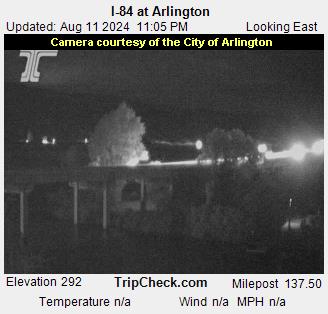 I-84 at Arlington
Updated: Aug 11 2024 11:05 PM Looking East
Camera courtesy of the City of Arlington
Elevation 292 TripCheck.com Milepost 137.50
Temperature n/a Wind n/a MPH n/a